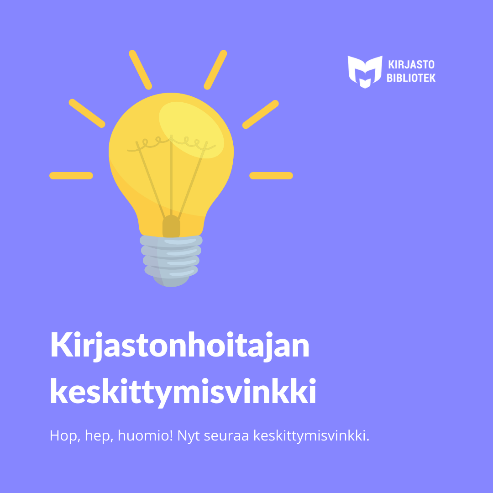 KIRJASTO
BIBLIOTEK
Kirjastonhoitajan
keskittymisvinkki
Hop, hep, huomio! Nyt seuraa keskittymisvinkki.